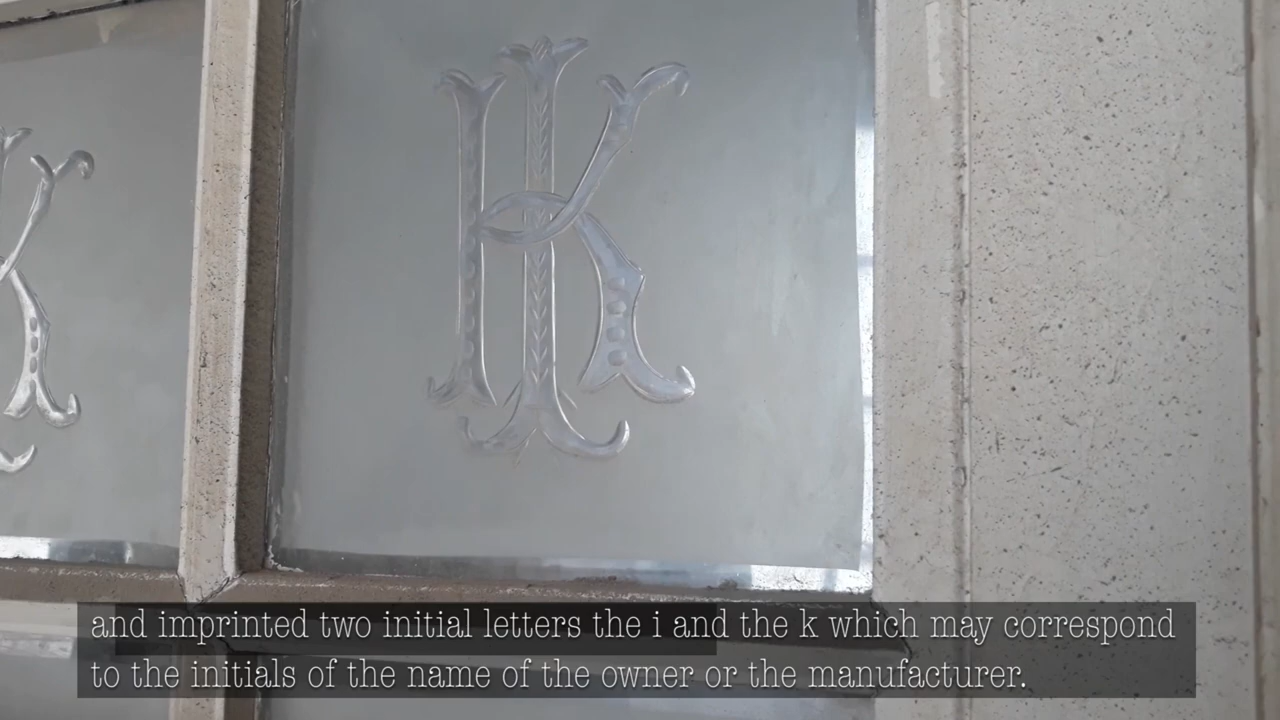 IK
K
and imprinted two initial letters the i and the k which may correspond
to the initials of the name of the owner or the manufacturer.